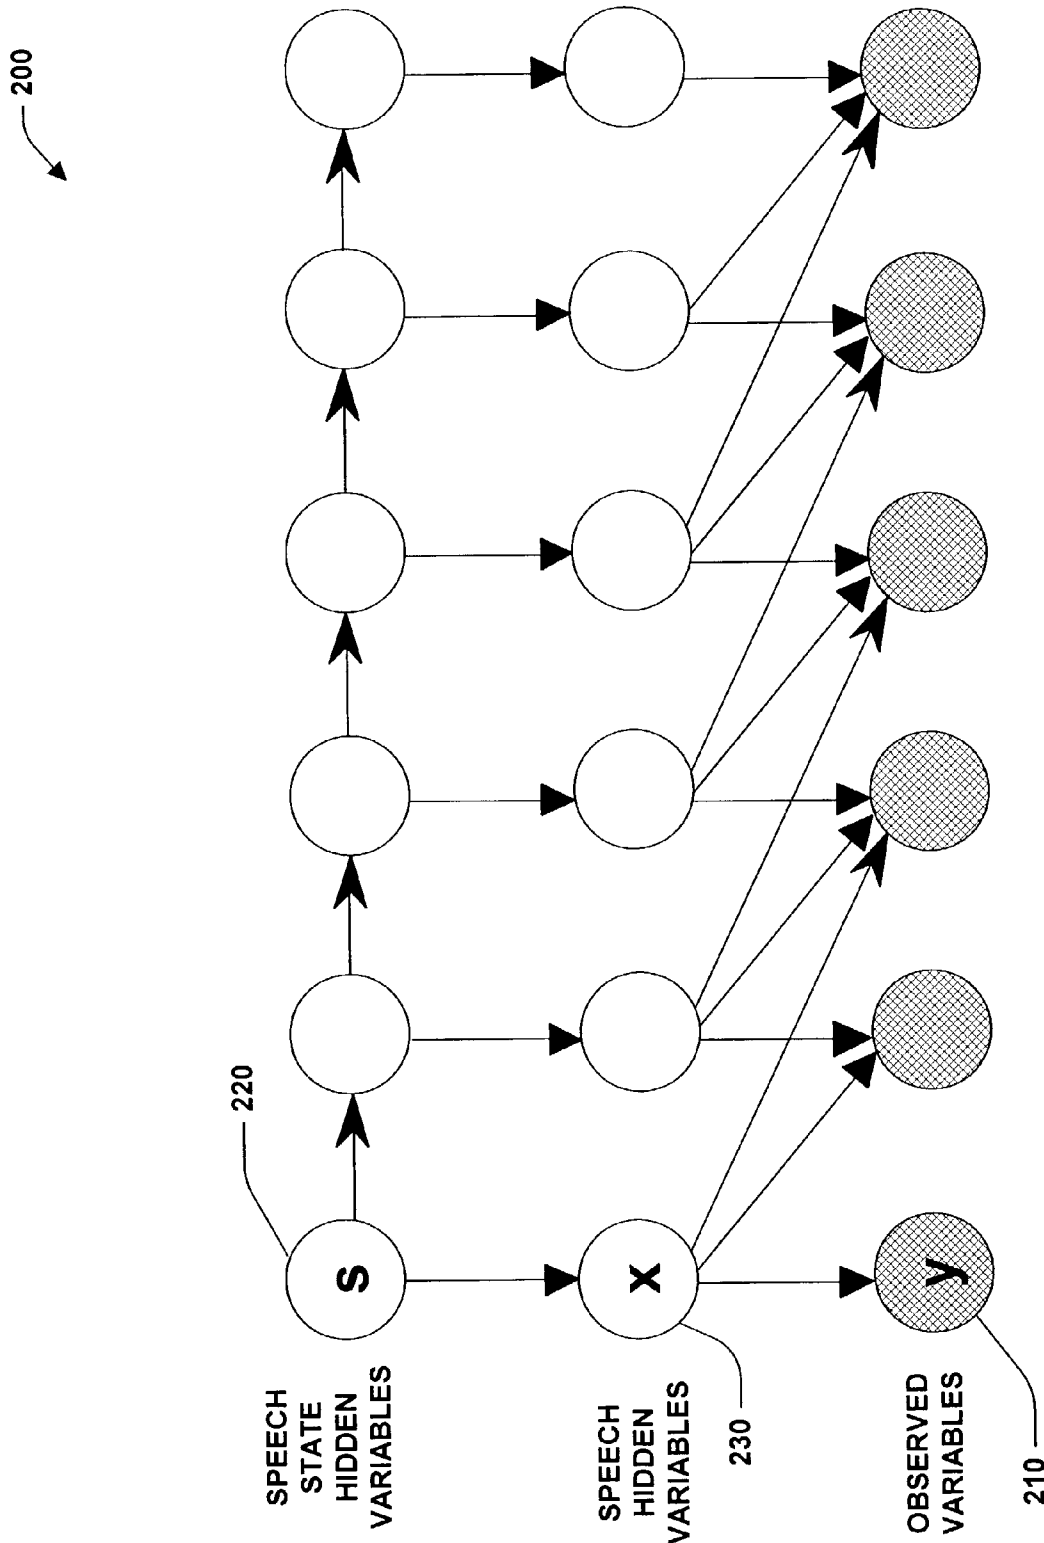 200
220
s
SPEECH
STATE
HIDDEN
VARIABLES
x
SPEECH
HIDDEN
VARIABLES
230
y
OBSERVED
VARIABLES
210